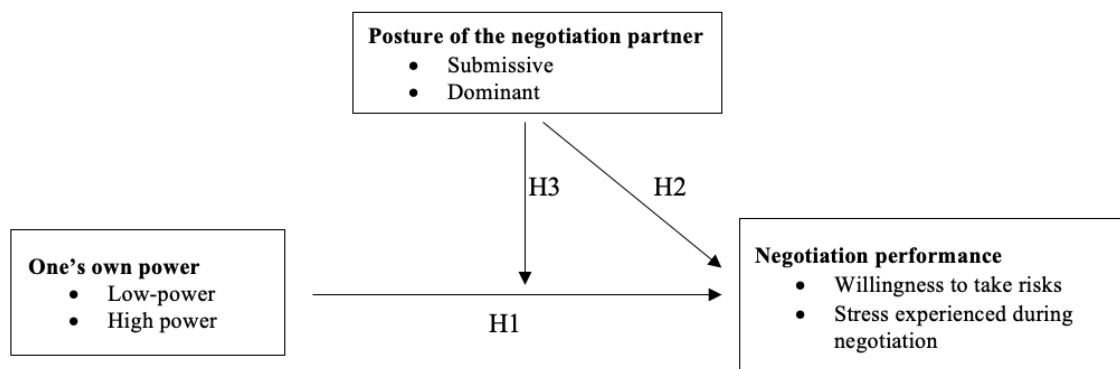 Posture of the negotiation partner
• Submissive
• Dominant
H3
H2
One’s own power
• Low-power
• High power
H1
Negotiation performance
• Willingness to take risks
• Stress experienced during
negotiation